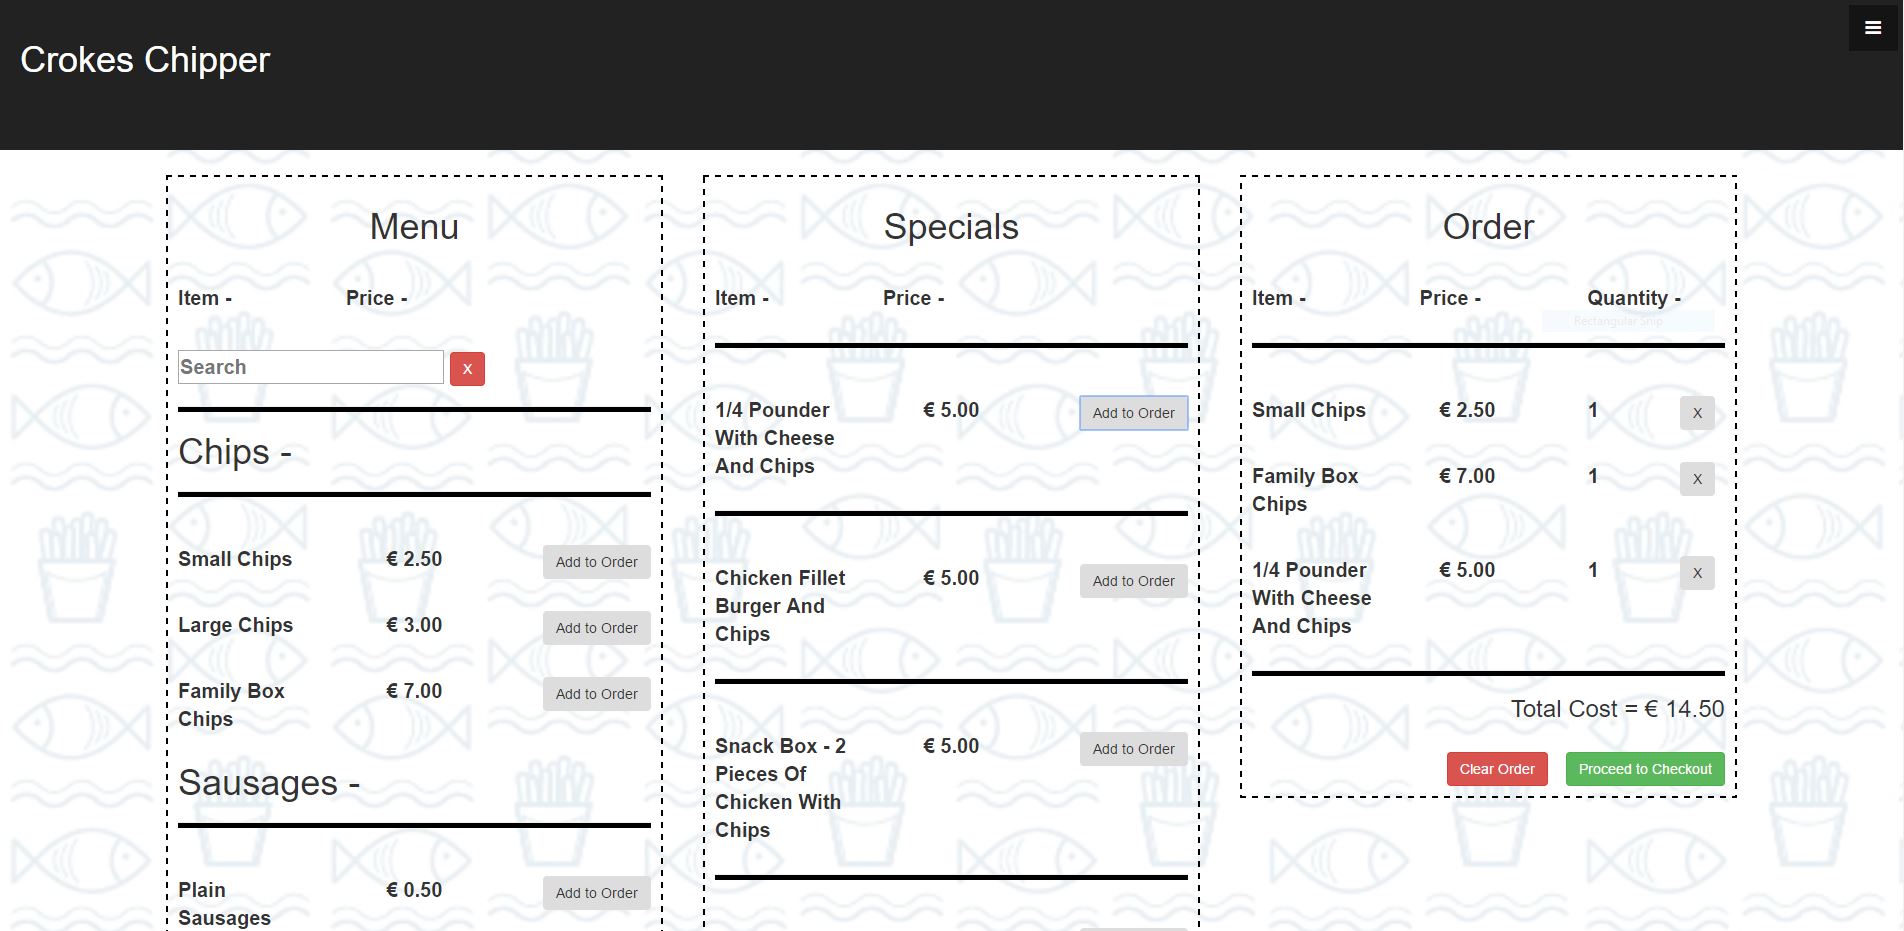 Crokes Chipper
Menu
Item -
Price -
Search
X
Chips -
Small Chips
€ 2.50
Add to Order
Large Chips
€ 3.00
Add to Order
Family Box
Chips
€ 7.00
Add to Order
Sausages -
Plain
Sausages
€ 0.50
Add to Order
Specials
Item -
Price -
1/4 Pounder
With Cheese
And Chips
€ 5.00
Add to Order
Chicken Fillet
Burger And
Chips
€ 5.00
Add to Order
Snack Box - 2
Pieces Of
Chicken With
Chips
€ 5.00
Add to Order
Order
Item -
Price -
Quantity -
Rectangular Snip
Small Chips
€ 2.50
1
X
Family Box
Chips
€ 7.00
1
X
1/4 Pounder
With Cheese
And Chips
€ 5.00
1
X
Total Cost = € 14.50
Clear Order
Proceed to Checkout